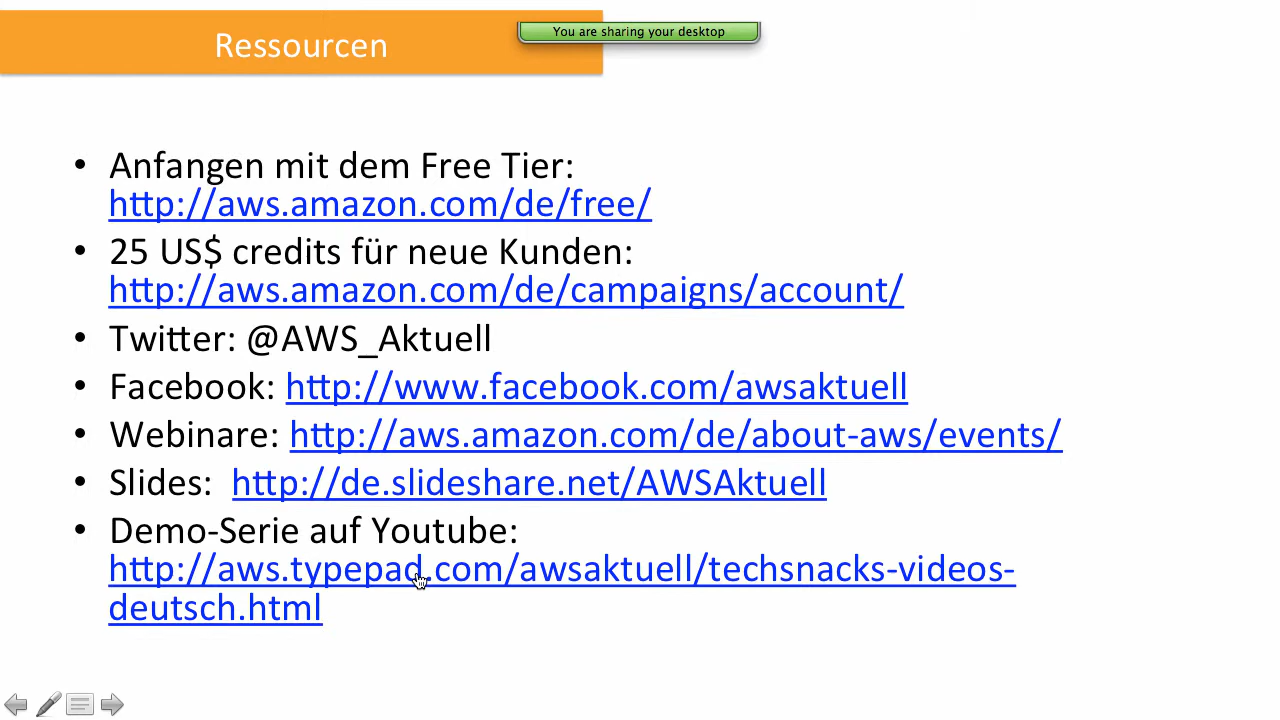 Ressourcen
You are sharing your desktop
• Anfangen mit dem Free Tier:
http://aws.amazon.com/de/free/
• 25 US$ credits für neue Kunden:
http://aws.amazon.com/de/campaigns/account/
• Twitter: @AWS_Aktuell
• Facebook: http://www.facebook.com/awsaktuell
• Webinare: http://aws.amazon.com/de/about-aws/events/
• Slides: http://de.slideshare.net/AWSAktuell
• Demo-Serie auf Youtube:
http://aws.typepad.com/awsaktuell/techsnacks-videos-
deutsch.html